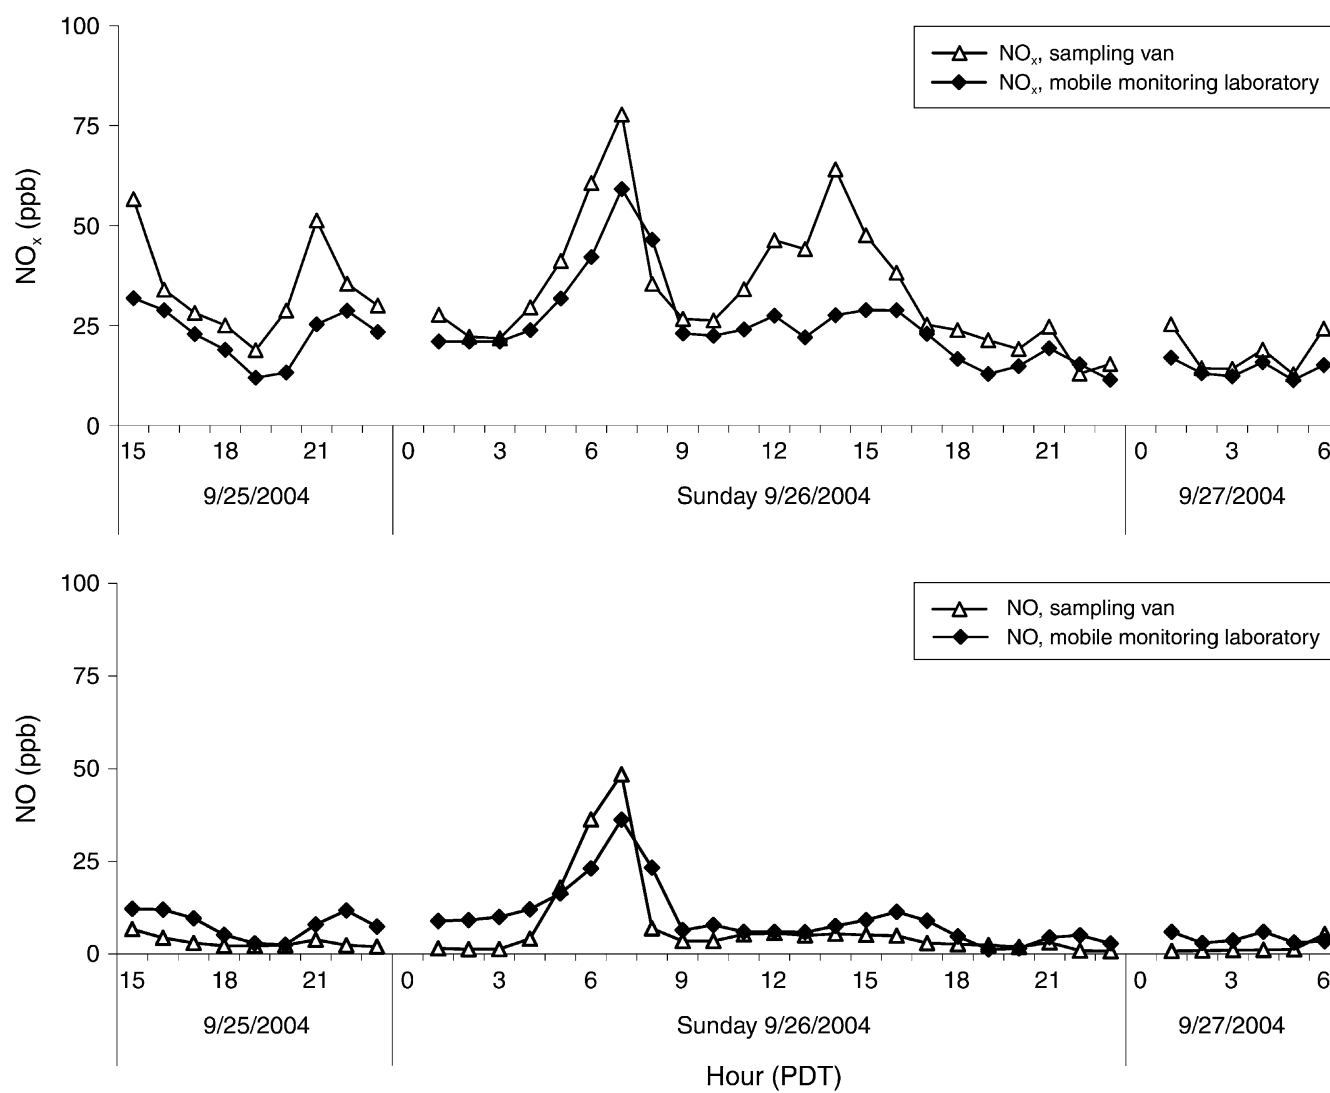 100
75
50
25
0
NOx (ppb)
NOx, sampling van
NOx, mobile monitoring laboratory
15 18 21 0 3 6 9 12 15 18 21 0 3 6
9/25/2004 Sunday 9/26/2004 9/27/2004
100
75
50
25
0
NO (ppb)
NO, sampling van
NO, mobile monitoring laboratory
15 18 21 0 3 6 9 12 15 18 21 0 3 6
9/25/2004 Sunday 9/26/2004 9/27/2004
Hour (PDT)